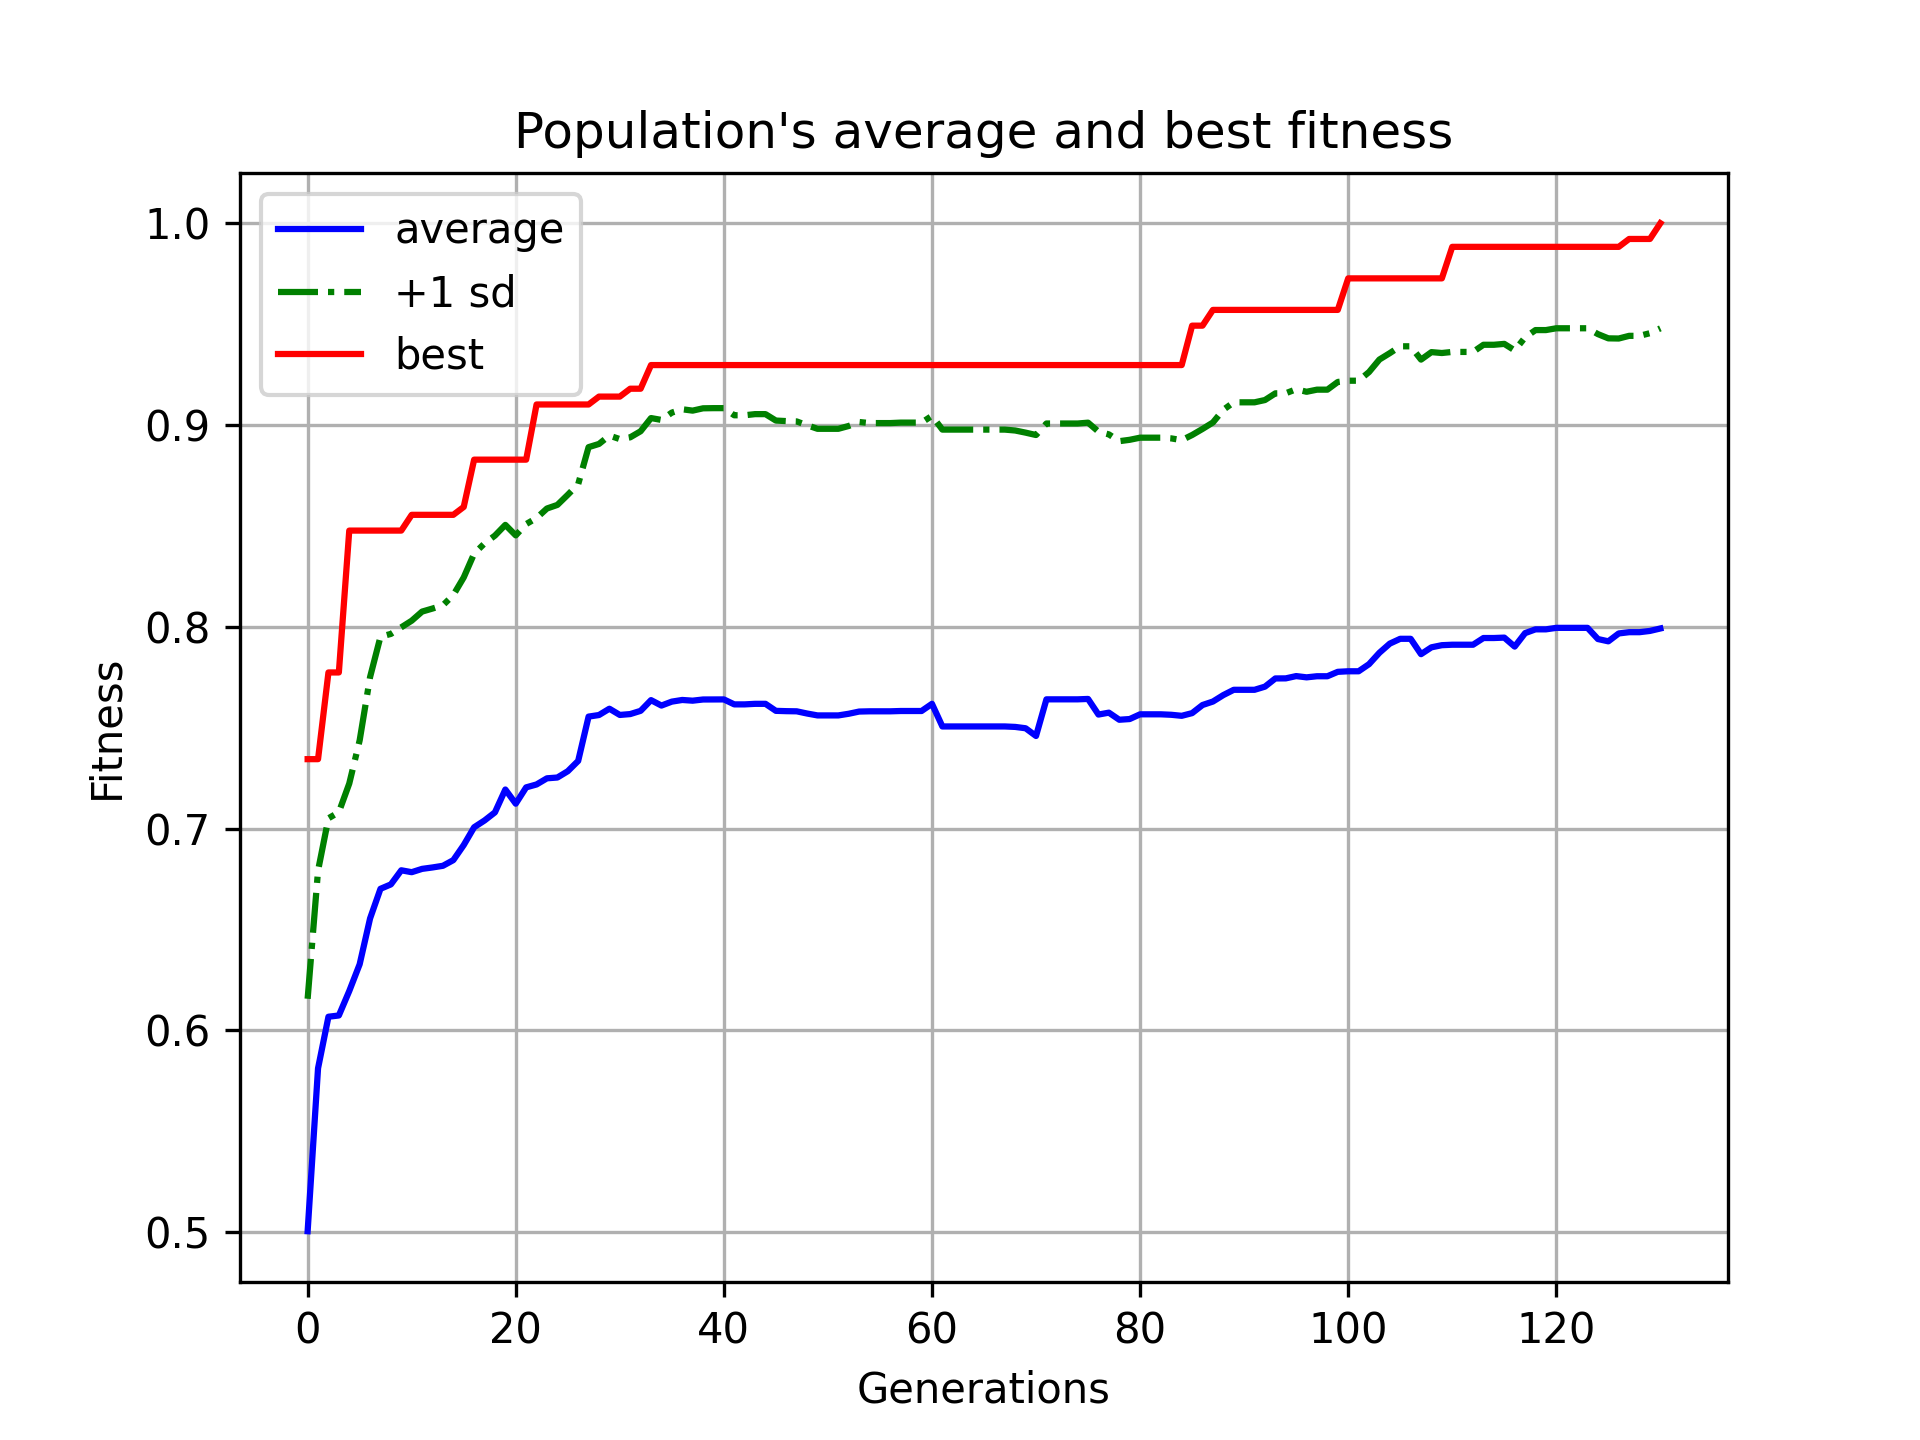 Population's average and best fitness
average
+1 sd
best
Fitness
1.0
0.9
0.8
0.7
0.6
0.5
0 20 40 60 80 100 120
Generations